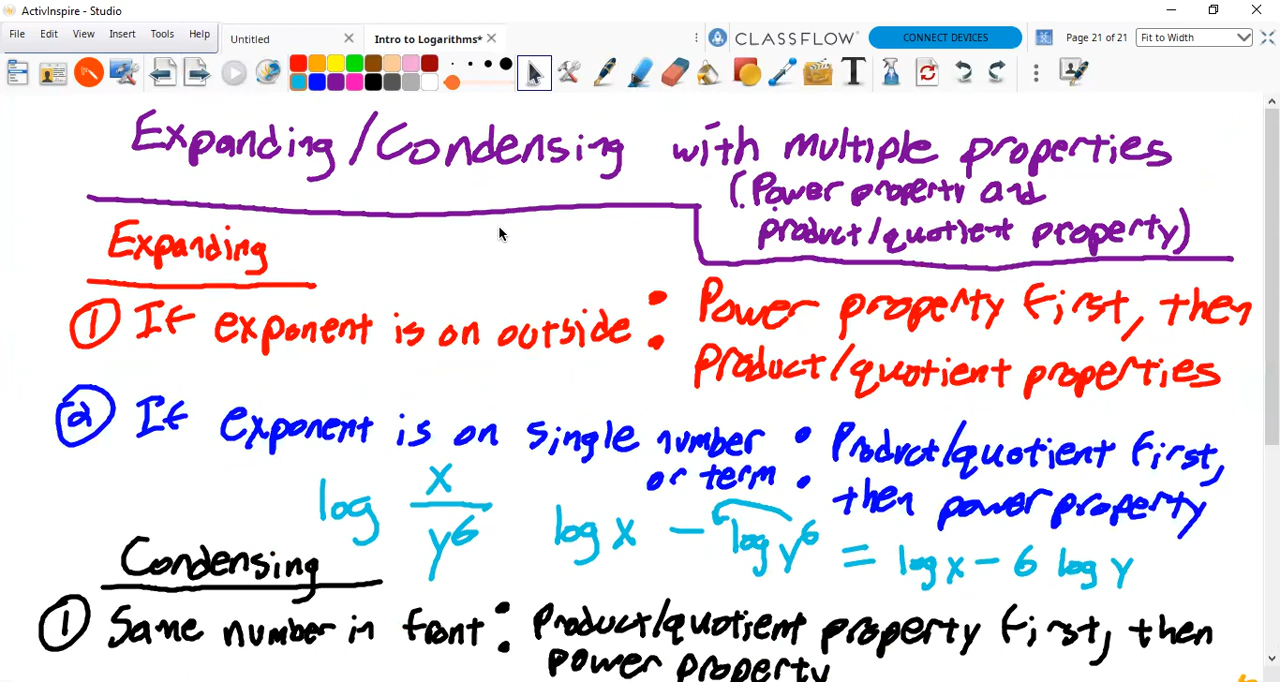 ActivInspire - Studio
File Edit View Insert Tools Help
Untitled
Intro to Logarithms*
CLASSFLOW
CONNECT DEVICES
Page 21 of 21
Fit to Width
T
Expanding/Condensing with multiple properties
(Power property and
product/quotient property)
Expanding
① If exponent is on outside : Power property first, then
product/quotient properties
② If exponent is on single number : Product/quotient first,
or term
then power property
log x/y⁶ log x - log y⁶ = log x - 6 log y
Condensing
① Same number in front : product/quotient property first, then
power property